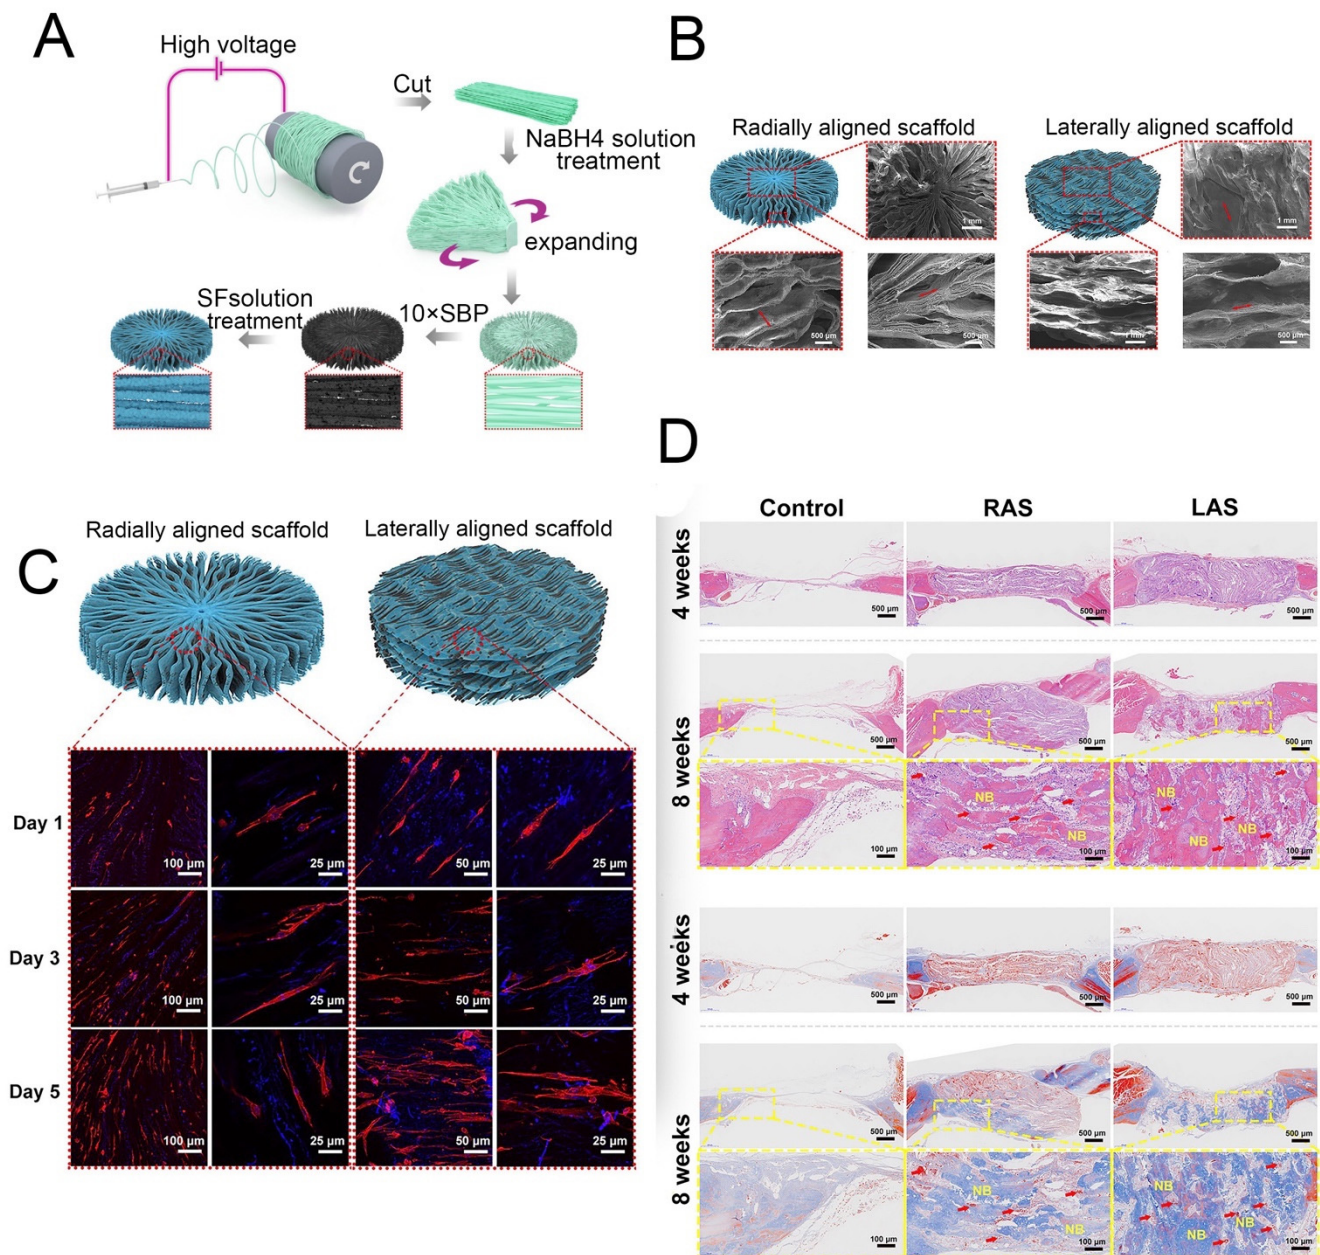 A
High voltage
Cut
NaBH4 solution
treatment
expanding
SFsolution
treatment
10×SBP
B
Radially aligned scaffold
Laterally aligned scaffold
1 mm
1 mm
500 µm
500 µm
1 mm
500 µm
C
Radially aligned scaffold
Laterally aligned scaffold
Day 1
100 µm
25 µm
50 µm
25 µm
Day 3
100 µm
25 µm
50 µm
25 µm
Day 5
100 µm
25 µm
50 µm
25 µm
D
Control
RAS
LAS
4 weeks
500 µm
500 µm
500 µm
8 weeks
500 µm
500 µm
500 µm
100 µm
NB
NB
100 µm
NB
NB
100 µm
4 weeks
500 µm
500 µm
500 µm
8 weeks
500 µm
500 µm
500 µm
100 µm
NB
NB
100 µm
NB
NB
100 µm